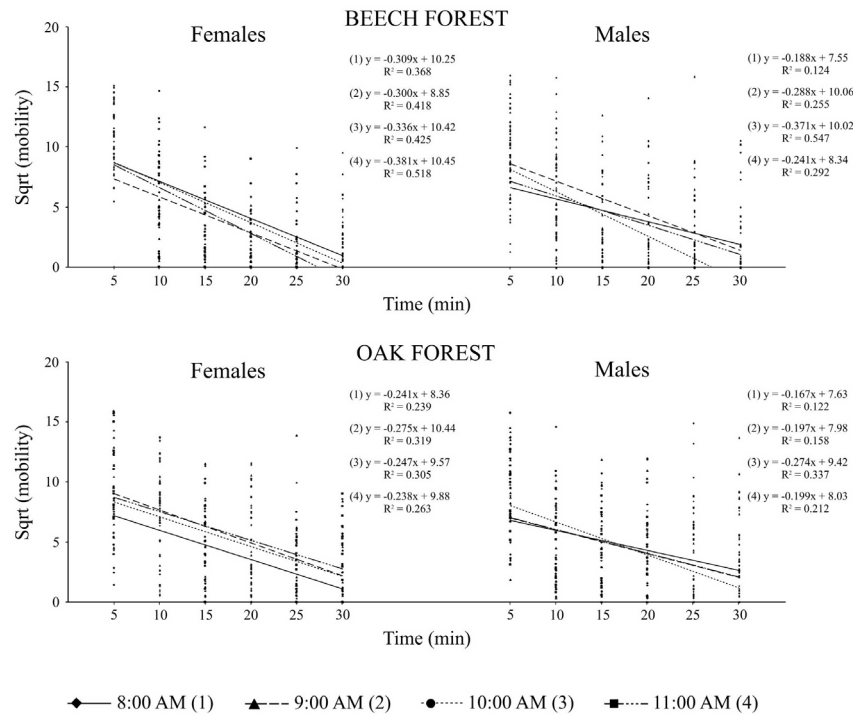 BEECH FOREST
Females
Males
Sqrt (mobility)
20
15
10
5
0
(1) y = -0.309x + 10.25
R² = 0.368
(2) y = -0.300x + 8.85
R² = 0.418
(3) y = -0.336x + 10.42
R² = 0.425
(4) y = -0.381x + 10.45
R² = 0.518
(1) y = -0.188x + 7.55
R² = 0.124
(2) y = -0.288x + 10.06
R² = 0.255
(3) y = -0.371x + 10.02
R² = 0.547
(4) y = -0.241x + 8.34
R² = 0.292
5 10 15 20 25 30
5 10 15 20 25 30
Time (min)
Time (min)
OAK FOREST
Females
Males
Sqrt (mobility)
20
15
10
5
0
(1) y = -0.241x + 8.36
R² = 0.239
(2) y = -0.275x + 10.44
R² = 0.319
(3) y = -0.247x + 9.57
R² = 0.305
(4) y = -0.238x + 9.88
R² = 0.263
(1) y = -0.167x + 7.63
R² = 0.122
(2) y = -0.197x + 7.98
R² = 0.158
(3) y = -0.274x + 9.42
R² = 0.337
(4) y = -0.199x + 8.03
R² = 0.212
5 10 15 20 25 30
5 10 15 20 25 30
Time (min)
Time (min)
8:00 AM (1) 9:00 AM (2) 10:00 AM (3) 11:00 AM (4)